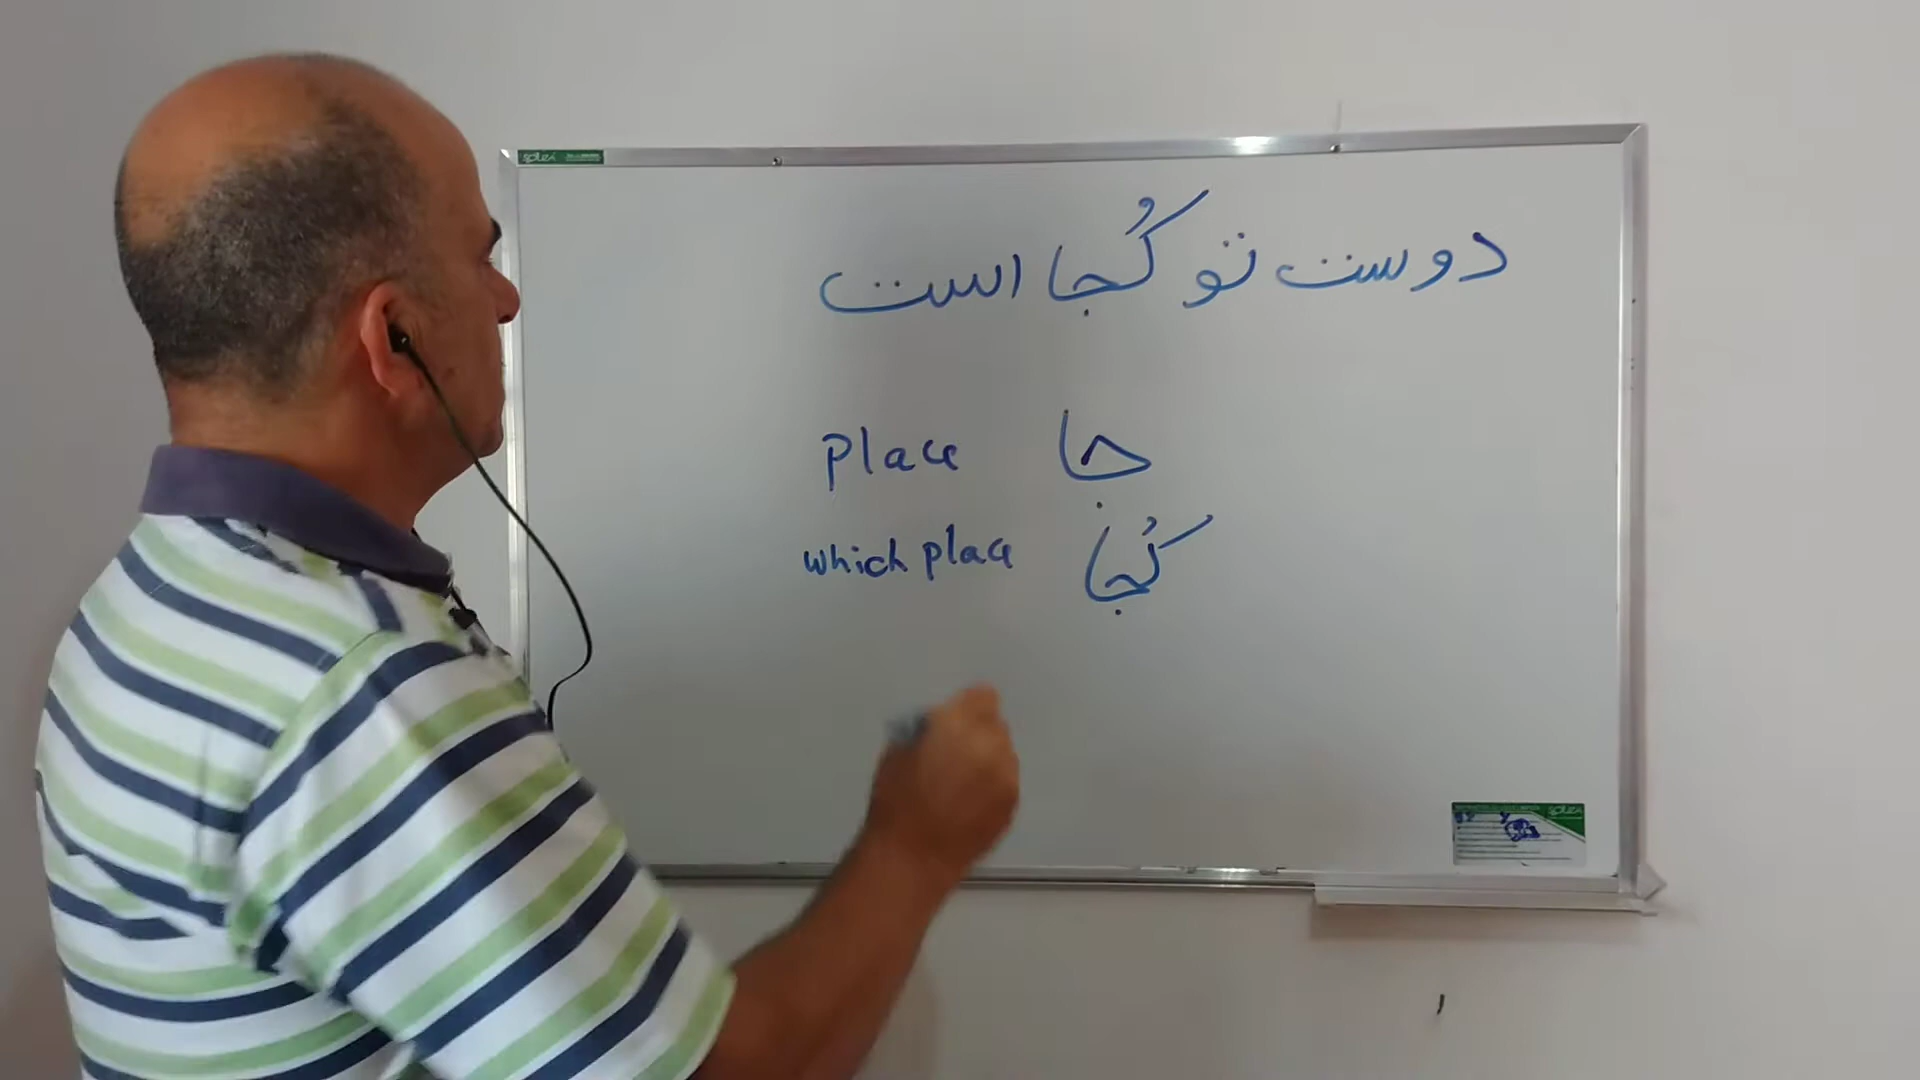 دوست تو کُجا است
جا place
کُجا which place